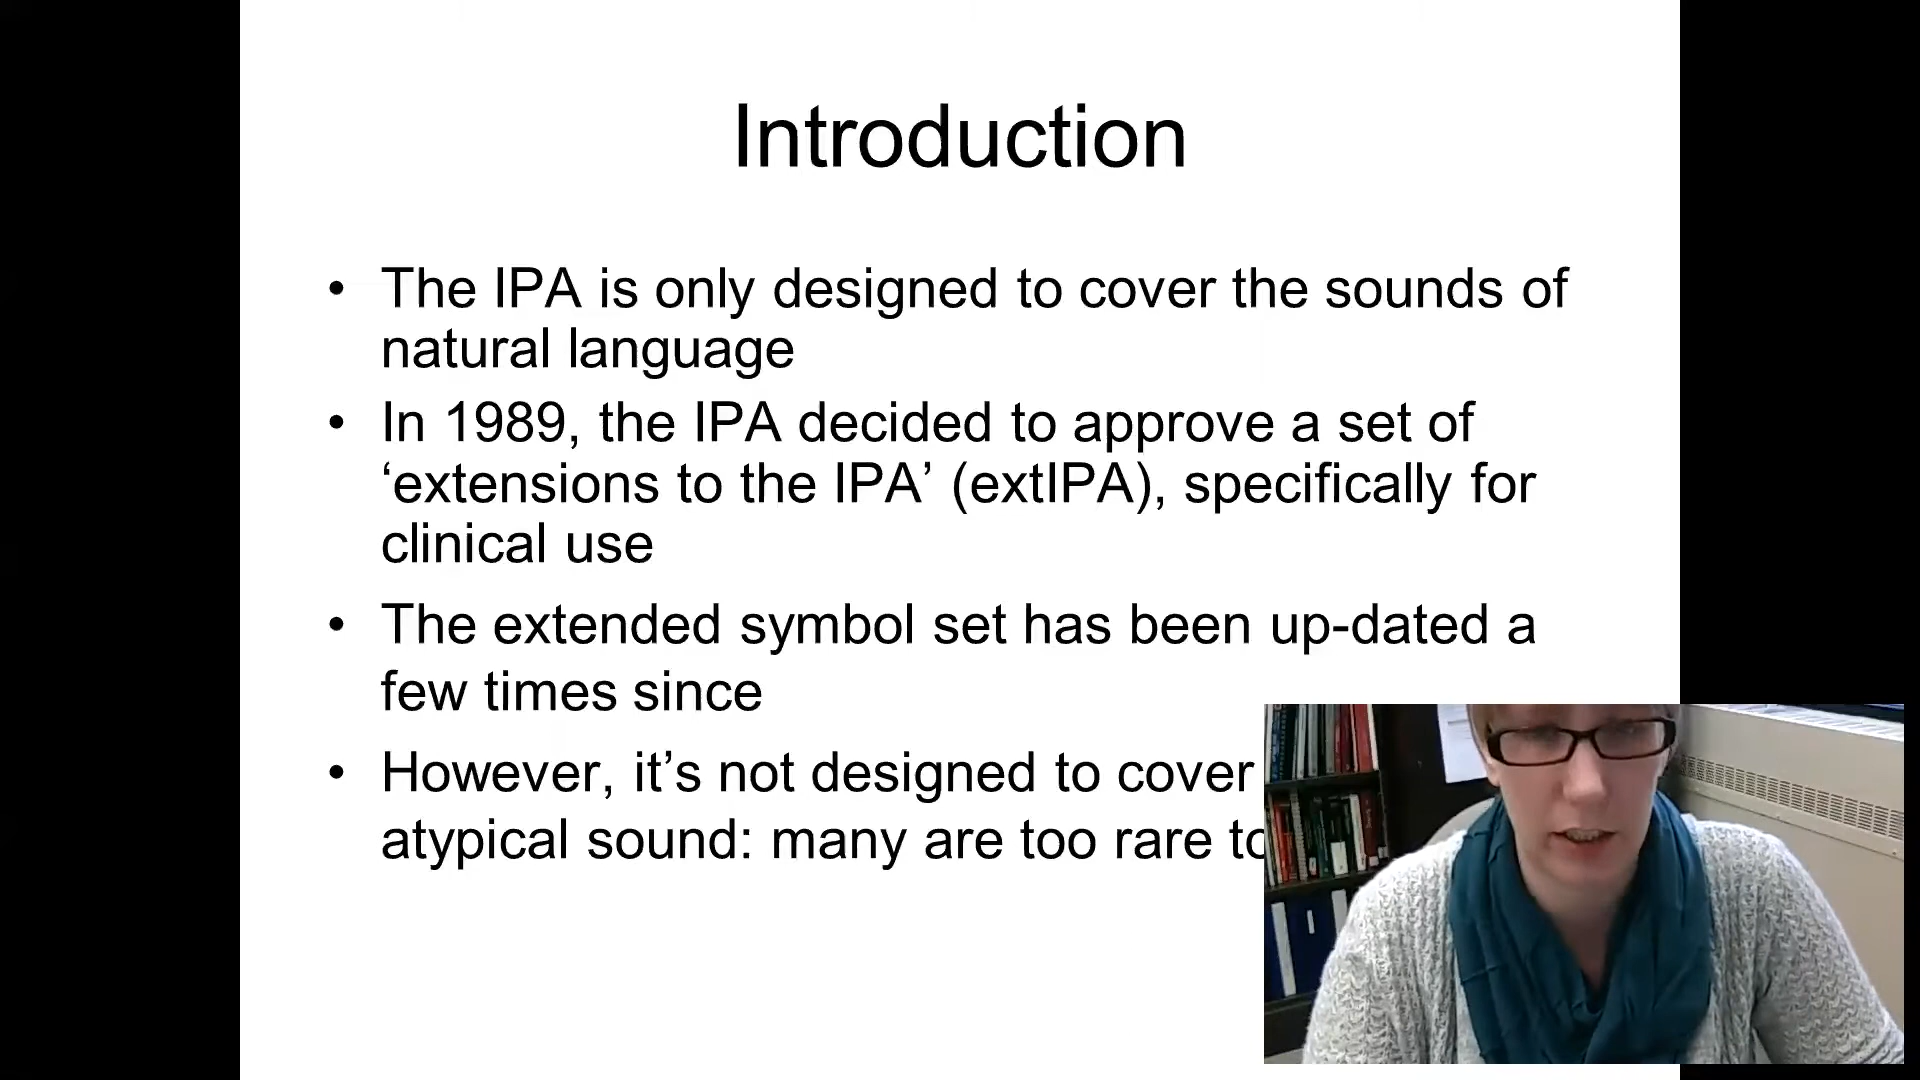 Introduction
• The IPA is only designed to cover the sounds of
natural language
• In 1989, the IPA decided to approve a set of
‘extensions to the IPA’ (extIPA), specifically for
clinical use
• The extended symbol set has been up-dated a
few times since
• However, it’s not designed to cover
atypical sound: many are too rare